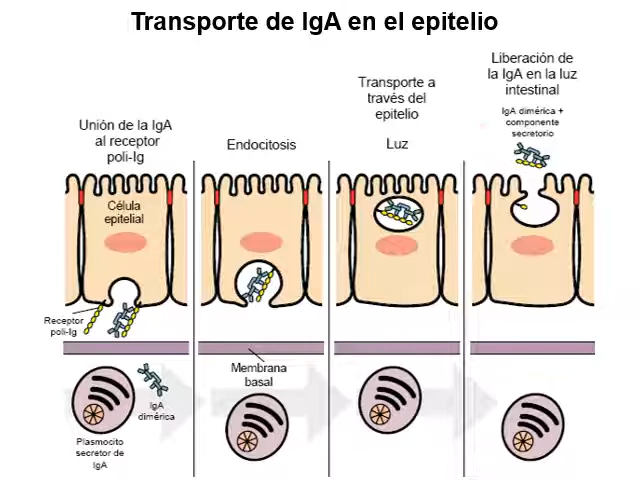 Transporte de IgA en el epitelio
Unión de la IgA
al receptor
poli-Ig
Endocitosis
Transporte a
través del
epitelio
Luz
Liberación de
la IgA en la luz
intestinal
IgA dimérica +
componente
secretorio
Célula
epitelial
Receptor
poli-Ig
Membrana
basal
IgA
dimérica
Plasmocito
secretor de
IgA